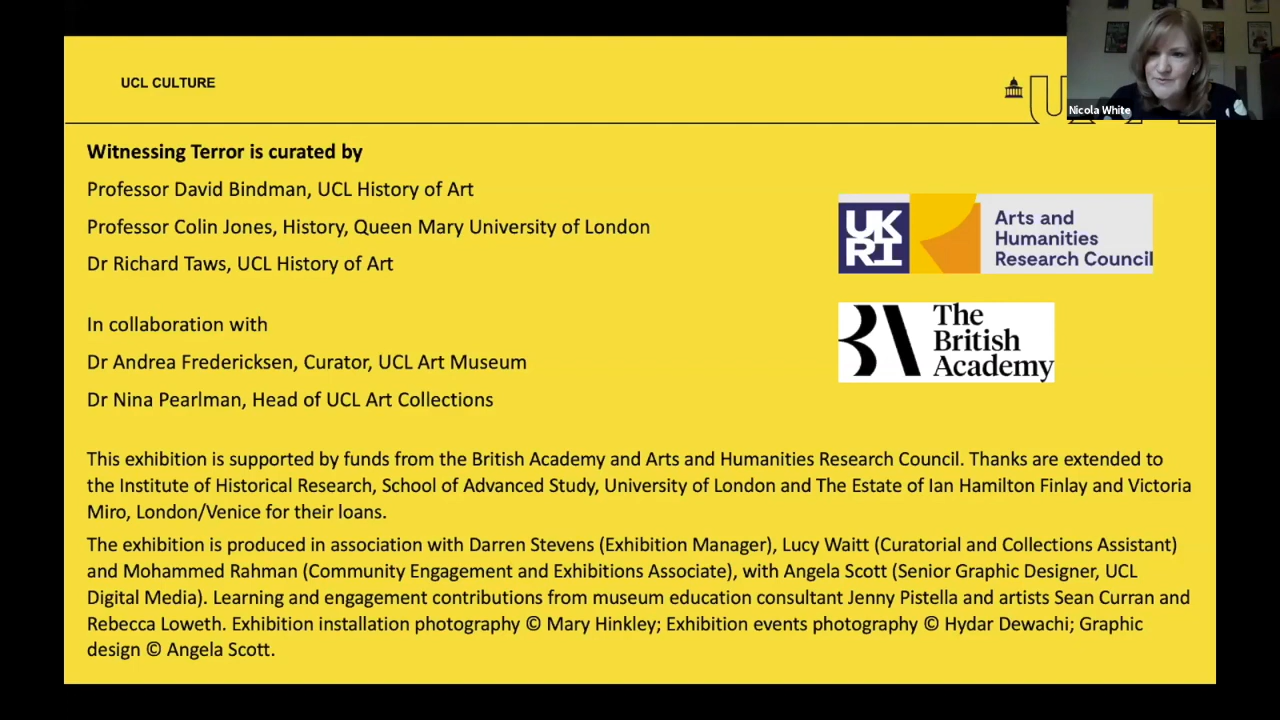 UCL CULTURE
Nicola White
Witnessing Terror is curated by
Professor David Bindman, UCL History of Art
Professor Colin Jones, History, Queen Mary University of London
Dr Richard Taws, UCL History of Art
UK
RI
Arts and
Humanities
Research Council
In collaboration with
Dr Andrea Fredericksen, Curator, UCL Art Museum
Dr Nina Pearlman, Head of UCL Art Collections
BA
The
British
Academy
This exhibition is supported by funds from the British Academy and Arts and Humanities Research Council. Thanks are extended to
the Institute of Historical Research, School of Advanced Study, University of London and The Estate of Ian Hamilton Finlay and Victoria
Miro, London/Venice for their loans.
The exhibition is produced in association with Darren Stevens (Exhibition Manager), Lucy Waitt (Curatorial and Collections Assistant)
and Mohammed Rahman (Community Engagement and Exhibitions Associate), with Angela Scott (Senior Graphic Designer, UCL
Digital Media). Learning and engagement contributions from museum education consultant Jenny Pistella and artists Sean Curran and
Rebecca Loweth. Exhibition installation photography © Mary Hinkley; Exhibition events photography © Hydar Dewachi; Graphic
design © Angela Scott.